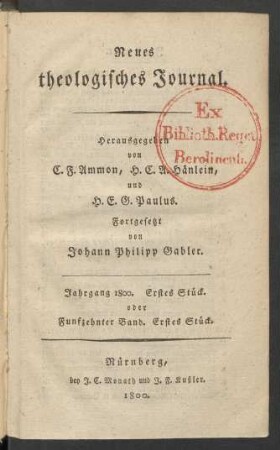 Neues
theologisches Journal.
Ex
Biblioth. Regia
Berolinenſi.
Herausgegeben
von
C. F. Ammon, H. C. A. Hänlein,
und
H. E. G. Paulus.
Fortgeſetzt
von
Johann Philipp Gabler.
Jahrgang 1800. Erſtes Stück.
oder
Funfzehnter Band. Erſtes Stück.
Nürnberg,
bey J. C. Monath und J. F. Kußler.
1800.